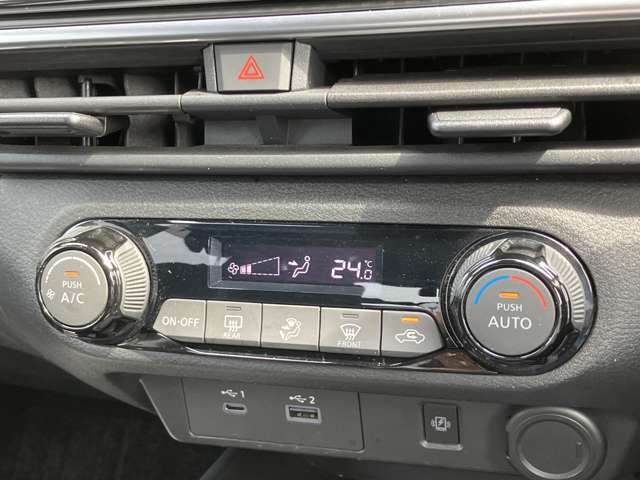 24.0 °C
PUSH
A/C
PUSH
AUTO
ON·OFF
REAR
FRONT
1
2